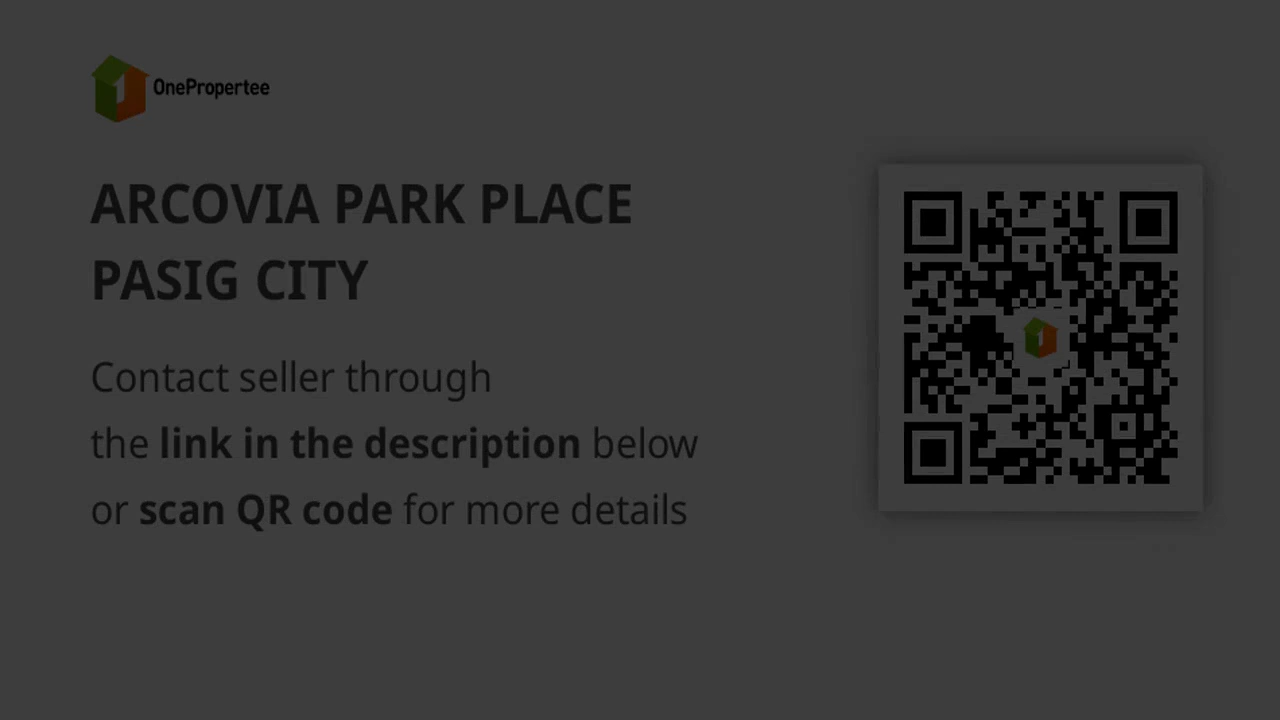 OnePropertee
ARCOVIA PARK PLACE
PASIG CITY
Contact seller through
the link in the description below
or scan QR code for more details